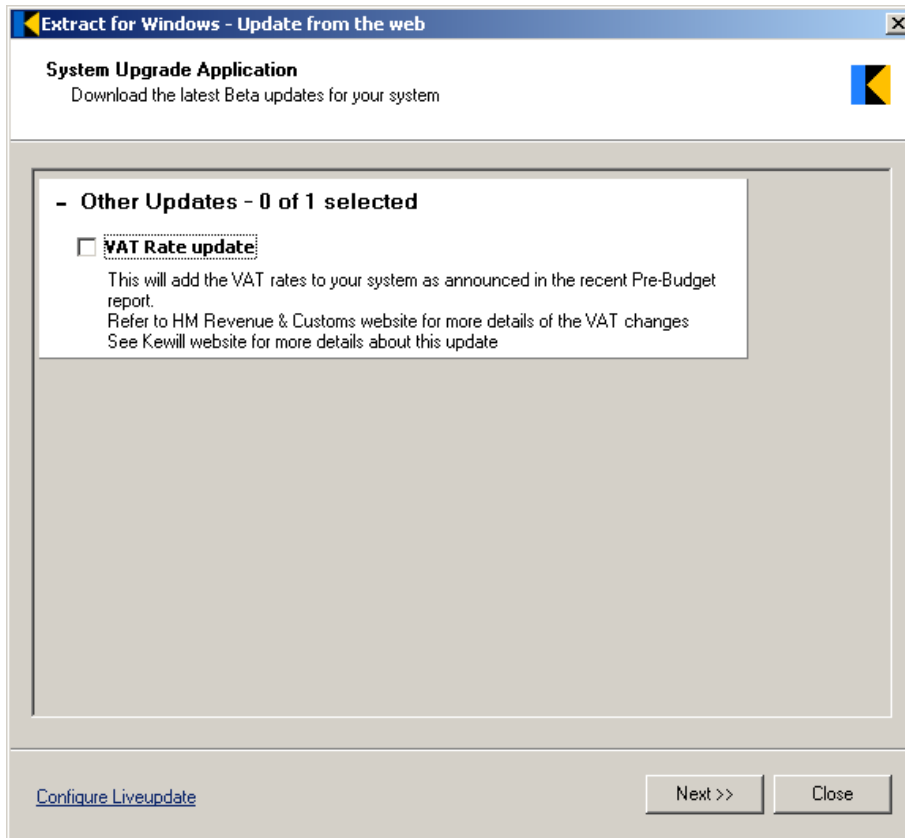 Extract for Windows - Update from the web
System Upgrade Application
Download the latest Beta updates for your system
- Other Updates - 0 of 1 selected
VAT Rate update
This will add the VAT rates to your system as announced in the recent Pre-Budget
report.
Refer to HM Revenue & Customs website for more details of the VAT changes
See Kewill website for more details about this update
Configure Liveupdate
Next >>
Close